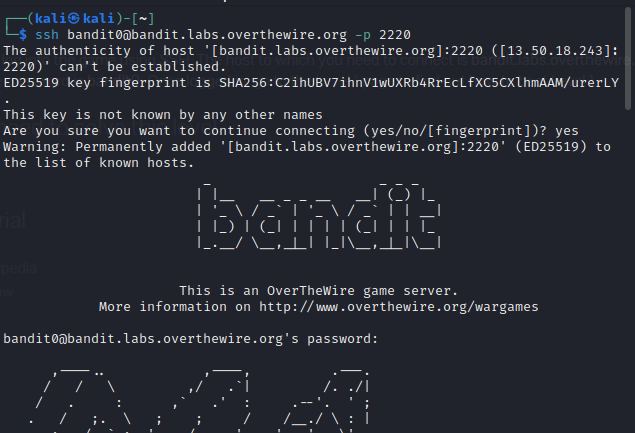 ┌──(kali㉿kali)-[~]
└─$ ssh bandit0@bandit.labs.overthewire.org -p 2220
The authenticity of host '[bandit.labs.overthewire.org]:2220 ([13.50.18.243]:
2220)' can't be established.
ED25519 key fingerprint is SHA256:C2ihUBV7ihnV1wUXRb4RrEcLfXC5CXlhmAAM/urerLY
.
This key is not known by any other names
Are you sure you want to continue connecting (yes/no/[fingerprint])? yes
Warning: Permanently added '[bandit.labs.overthewire.org]:2220' (ED25519) to
the list of known hosts.
bandit
This is an OverTheWire game server.
More information on http://www.overthewire.org/wargames
bandit0@bandit.labs.overthewire.org's password: